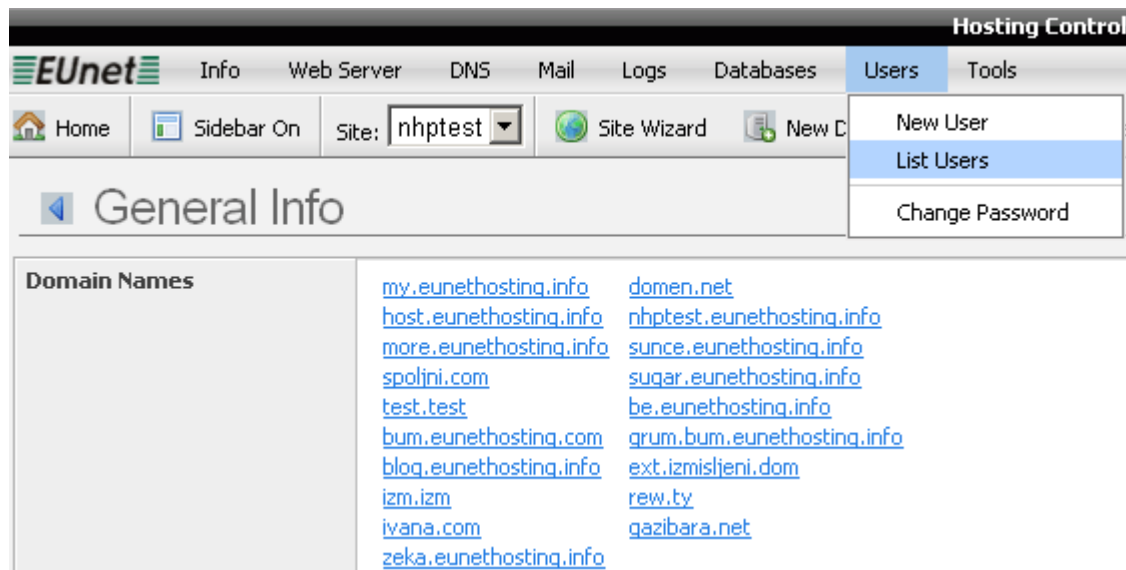 Hosting Control
EUnet Info Web Server DNS Mail Logs Databases Users Tools
Home Sidebar On Site: nhptest Site Wizard New D
New User
List Users
Change Password
General Info
Domain Names
my.eunethosting.info domen.net
host.eunethosting.info nhptest.eunethosting.info
more.eunethosting.info sunce.eunethosting.info
spoljni.com sugar.eunethosting.info
test.test be.eunethosting.info
bum.eunethosting.com grum.bum.eunethosting.info
blog.eunethosting.info ext.izmisljeni.dom
izm.izm rew.ty
ivana.com gazibara.net
zeka.eunethosting.info